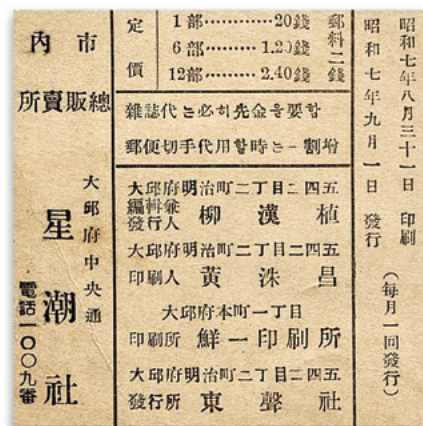 昭和七年八月三十一日 印刷
昭和七年九月一日 發行
(每月一回發行)
定價
1部…………20錢
6部…………1.20錢
12部…………2.40錢
郵料二錢
雜誌代는必히先金을要함
郵便切手代用할時는一割增
大邱府明治町二丁目二四五
編輯兼發行人 柳漢植
大邱府明治町二丁目二四五
印刷人 黄洙昌
大邱府本町一丁目
印刷所 鮮一印刷所
大邱府明治町二丁目二四五
發行所 東聲社
市內
總販賣所
大邱府中央通
星潮社
電話一〇〇九番